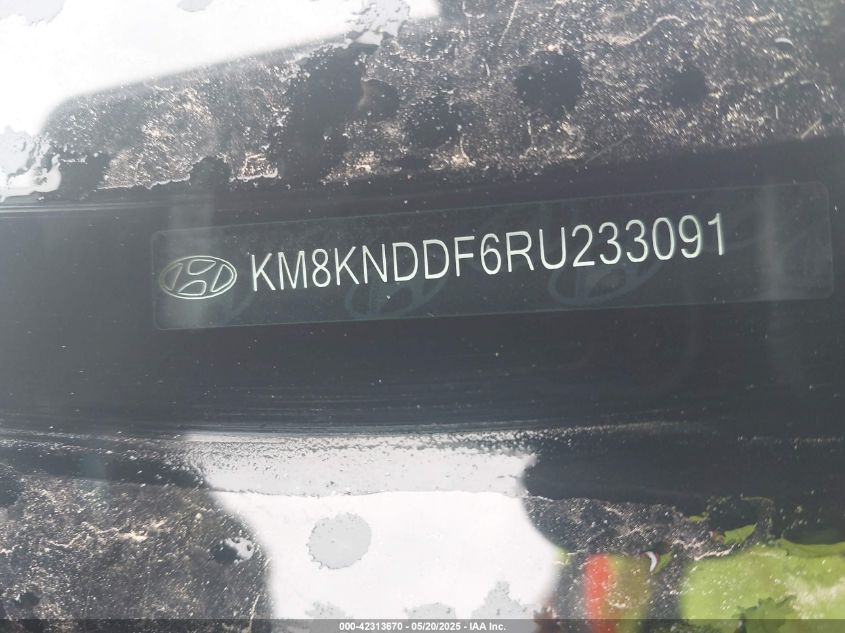 KM8KNDDF6RU233091
000-42313670 - 05/20/2025 - IAA Inc.